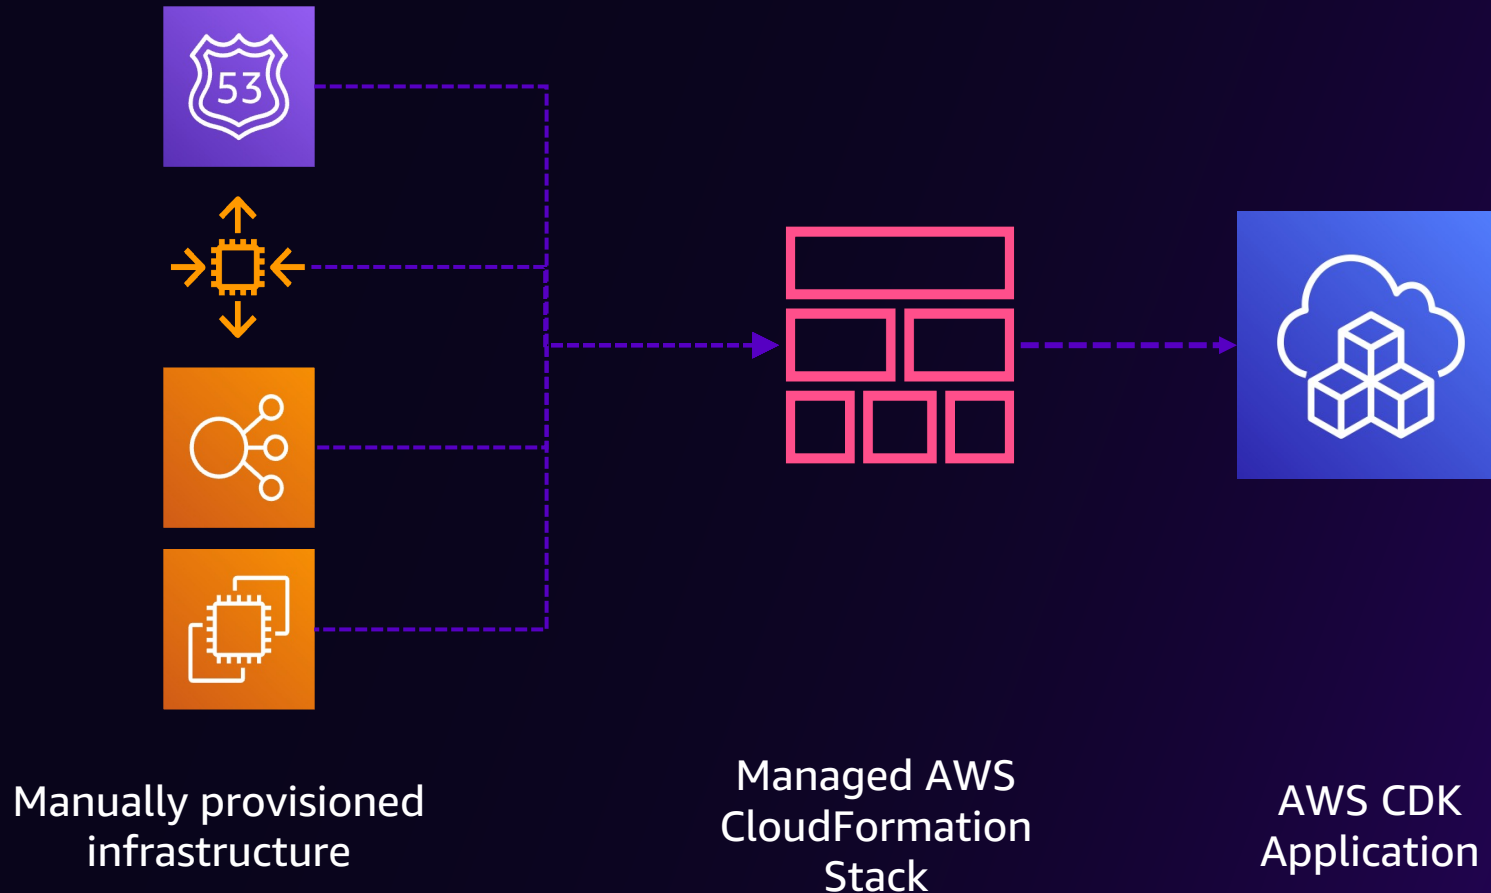 53
Manually provisioned
infrastructure
Managed AWS
CloudFormation
Stack
AWS CDK
Application